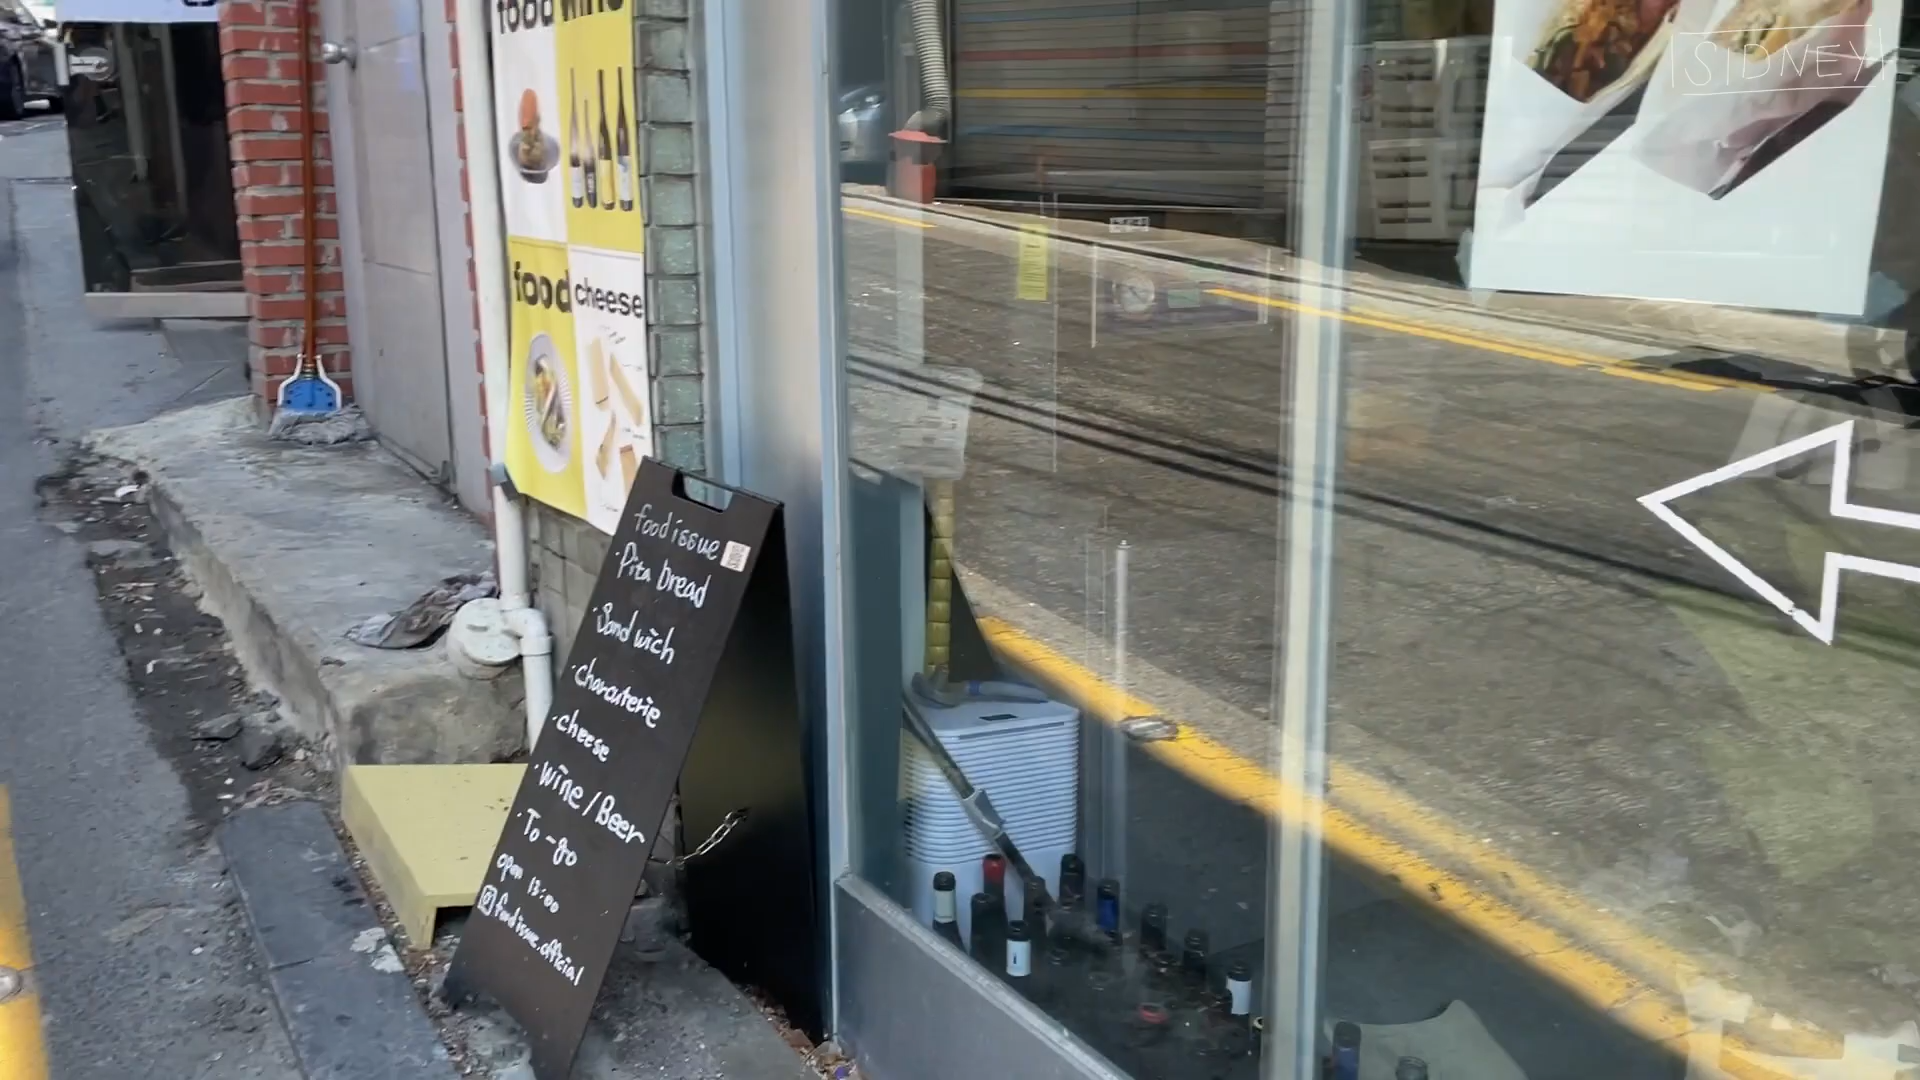 food wine
food cheese
food issue
·Pita bread
·Sandwich
·charcuterie
·cheese
·wine/Beer
·To-go
open 13:00
foodissue.official
SIDNEY